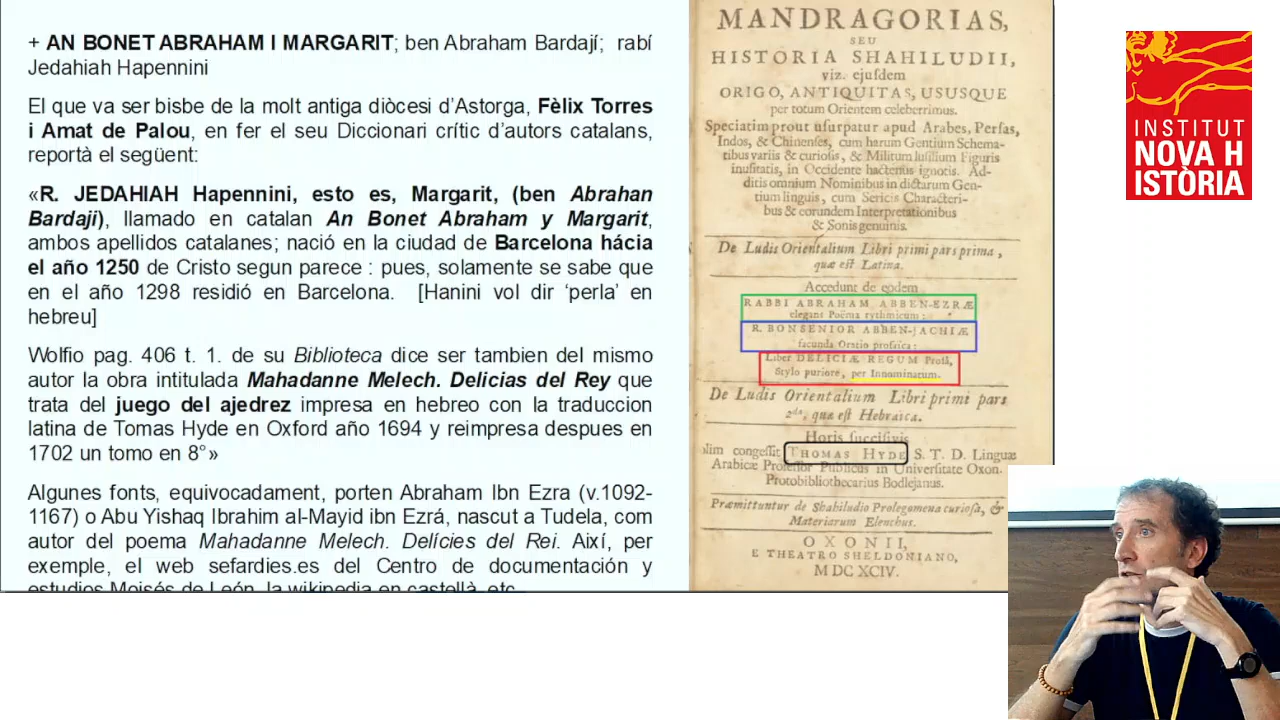 + AN BONET ABRAHAM I MARGARIT; ben Abraham Bardají; rabí
Jedahiah Hapennini
El que va ser bisbe de la molt antiga diòcesi d'Astorga, Fèlix Torres
i Amat de Palou, en fer el seu Diccionari crític d'autors catalans,
reportà el següent:
«R. JEDAHIAH Hapennini, esto es, Margarit, (ben Abrahan
Bardaji), llamado en catalan An Bonet Abraham y Margarit,
ambos apellidos catalanes; nació en la ciudad de Barcelona hácia
el año 1250 de Cristo segun parece : pues, solamente se sabe que
en el año 1298 residió en Barcelona. [Hanini vol dir 'perla' en
hebreu]
Wolfio pag. 406 t. 1. de su Biblioteca dice ser tambien del mismo
autor la obra intitulada Mahadanne Melech. Delicias del Rey que
trata del juego del ajedrez impresa en hebreo con la traduccion
latina de Tomas Hyde en Oxford año 1694 y reimpresa despues en
1702 un tomo en 8°»
Algunes fonts, equivocadament, porten Abraham Ibn Ezra (v.1092-
1167) o Abu Yishaq Ibrahim al-Mayid ibn Ezrá, nascut a Tudela, com
autor del poema Mahadanne Melech. Delícies del Rei. Així, per
exemple, el web sefardies.es del Centro de documentación y
estudios Moisés de León, la wikipedia en castellà, etc.
MANDRAGORIAS,
SEU
HISTORIA SHAHILUDII,
viz. ejusdem
ORIGO, ANTIQUITAS, USUSQUE
per totum Orientem celeberrimus.
Speciatim prout usurpatur apud Arabes, Persas,
Indos, & Chinenses, cum harum Gentium Schema-
tibus variis & curiosis, & Militum lusilium Figuris
inusitatis, in Occidente hactenus ignotis. Ad-
ditis omnium Nominibus in dictarum Gen-
tium linguis, cum Sericis Characteri-
bus & eorundem Interpretationibus
& Sonis genuinis.
De Ludis Orientalium Libri primi pars prima,
quæ est Latina.
Accedunt de eodem
RABBI ABRAHAM ABBEN-EZRÆ
elegans Poëma rythmicum:
R. BONSENIOR ABBEN-JACHIÆ
facunda Oratio prosaica:
Liber DELICIÆ REGUM Prosâ,
Stylo puriore, per Innominatum.
De Ludis Orientalium Libri primi pars
2da, quæ est Hebraica.
Horis succisivis
olim congessit THOMAS HYDE S. T. D. Linguæ
Arabicæ Professor Publicus in Universitate Oxon.
Protobibliothecarius Bodlejanus.
Præmittuntur de Shahiludio Prolegomena curiosa, &
Materiarum Elenchus.
OXONII,
E THEATRO SHELDONIANO,
MDCXCIV.
INSTITUT
NOVA H
ISTÒRIA